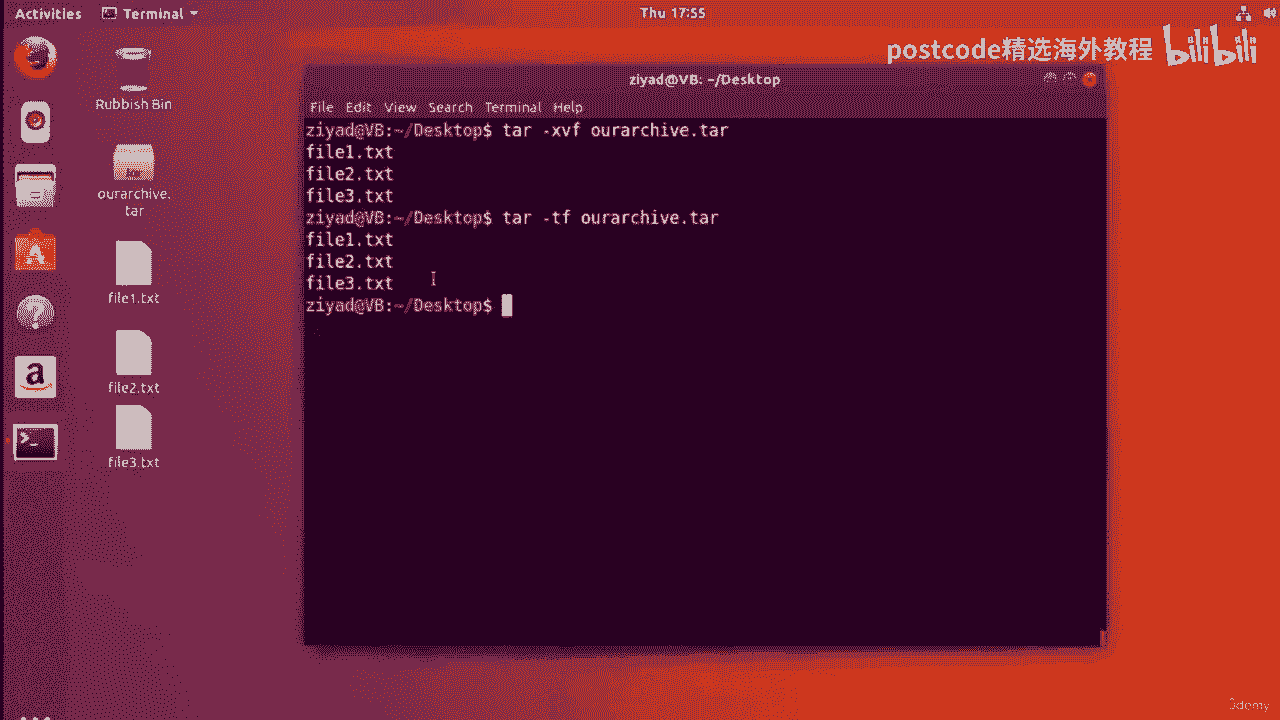 Activities
Terminal
Thu 17:55
postcode精选海外教程 bilibili
Rubbish Bin
ourarchive.
tar
file1.txt
file2.txt
file3.txt
ziyad@VB: ~/Desktop
File Edit View Search Terminal Help
ziyad@VB:~/Desktop$ tar -xvf ourarchive.tar
file1.txt
file2.txt
file3.txt
ziyad@VB:~/Desktop$ tar -tf ourarchive.tar
file1.txt
file2.txt
file3.txt
ziyad@VB:~/Desktop$